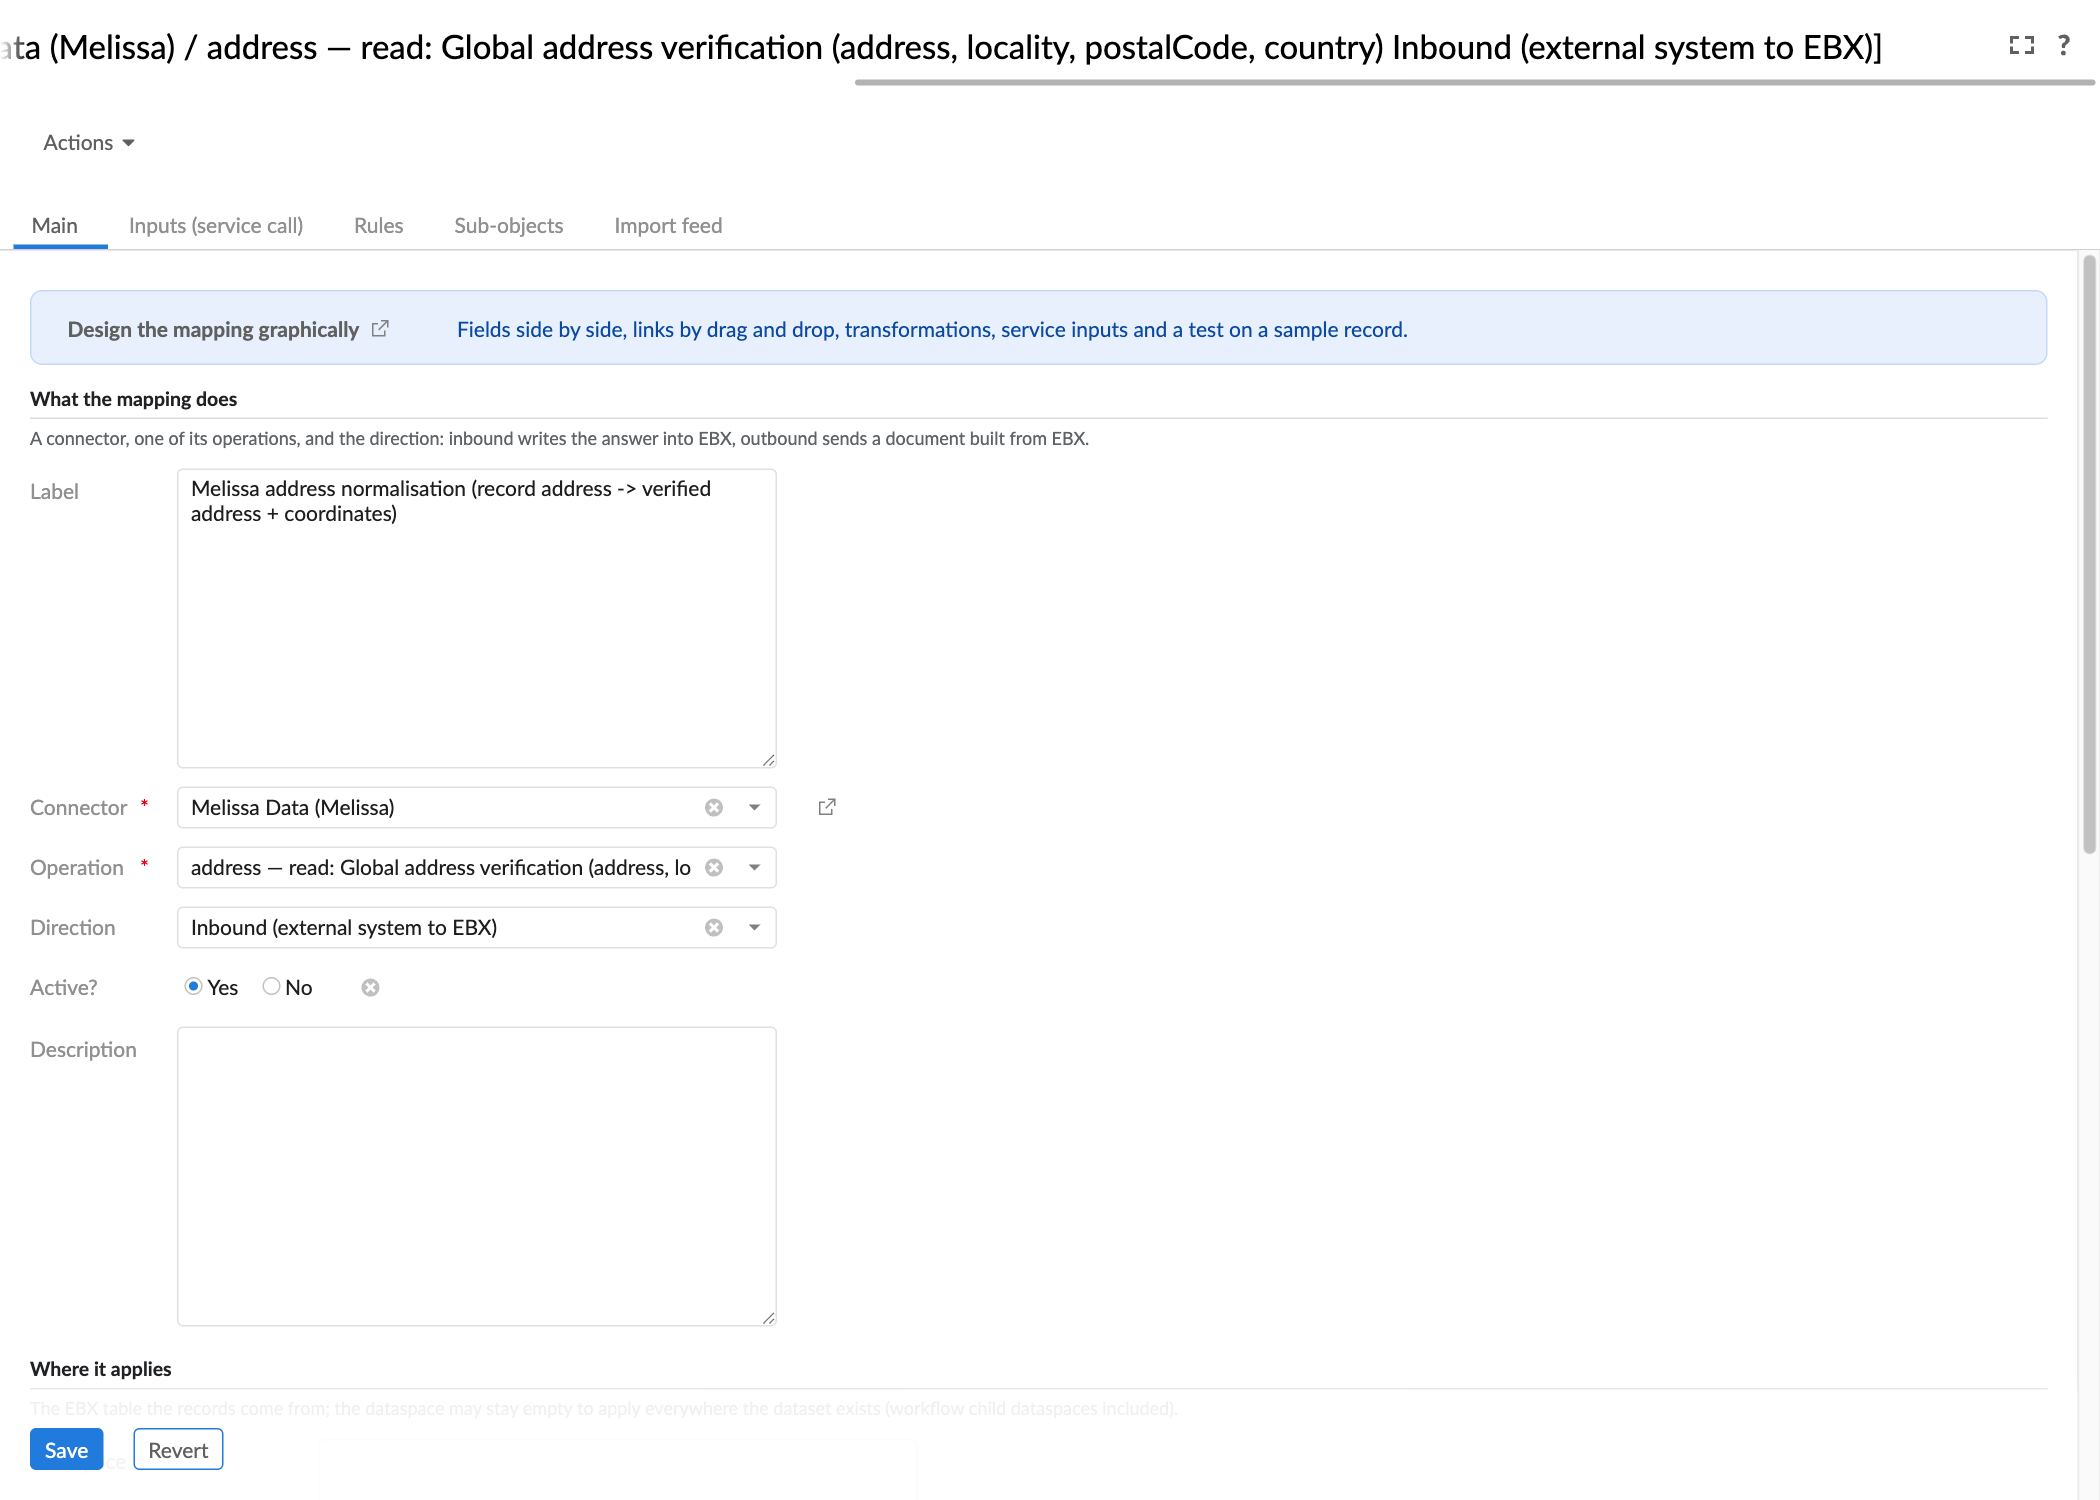 (Melissa) / address — read: Global address verification (address, locality, postalCode, country) Inbound (external system to EBX)]
?
Actions
Main
Inputs (service call)
Rules
Sub-objects
Import feed
Design the mapping graphically
Fields side by side, links by drag and drop, transformations, service inputs and a test on a sample record.
What the mapping does
A connector, one of its operations, and the direction: inbound writes the answer into EBX, outbound sends a document built from EBX.
Label
Melissa address normalisation (record address -> verified
address + coordinates)
Connector *
Melissa Data (Melissa)
Operation *
address — read: Global address verification (address, lo
Direction
Inbound (external system to EBX)
Active?
Yes
No
Description
Where it applies
The EBX table the records come from; the dataspace may stay empty to apply everywhere the dataset exists (workflow child dataspaces included).
Save
Revert